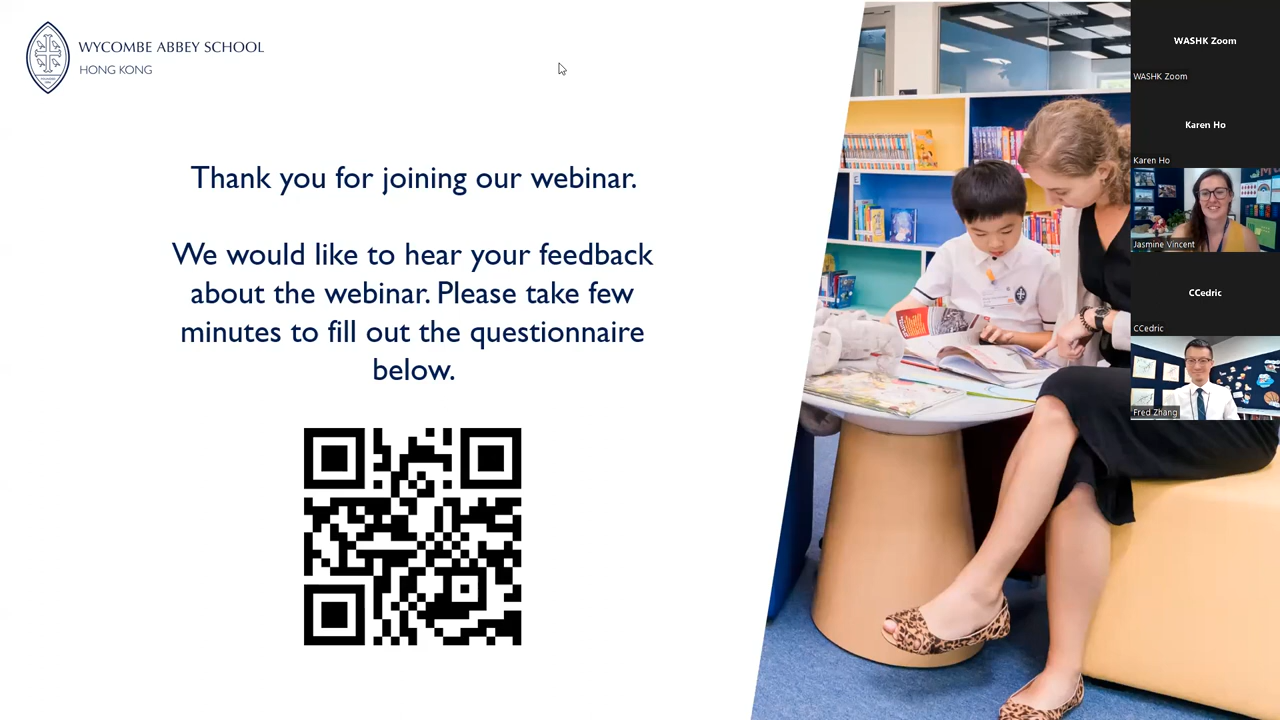 WYCOMBE ABBEY SCHOOL
HONG KONG
Thank you for joining our webinar.
We would like to hear your feedback
about the webinar. Please take few
minutes to fill out the questionnaire
below.
WASHK Zoom
WASHK Zoom
Karen Ho
Karen Ho
Jasmine Vincent
CCedric
CCedric
Fred Zhang